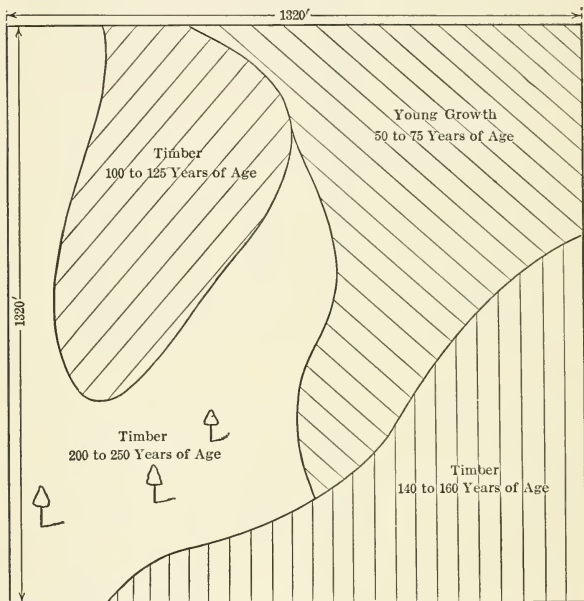 1320′
Young Growth
50 to 75 Years of Age
Timber
100 to 125 Years of Age
1320′
Timber
200 to 250 Years of Age
Timber
140 to 160 Years of Age